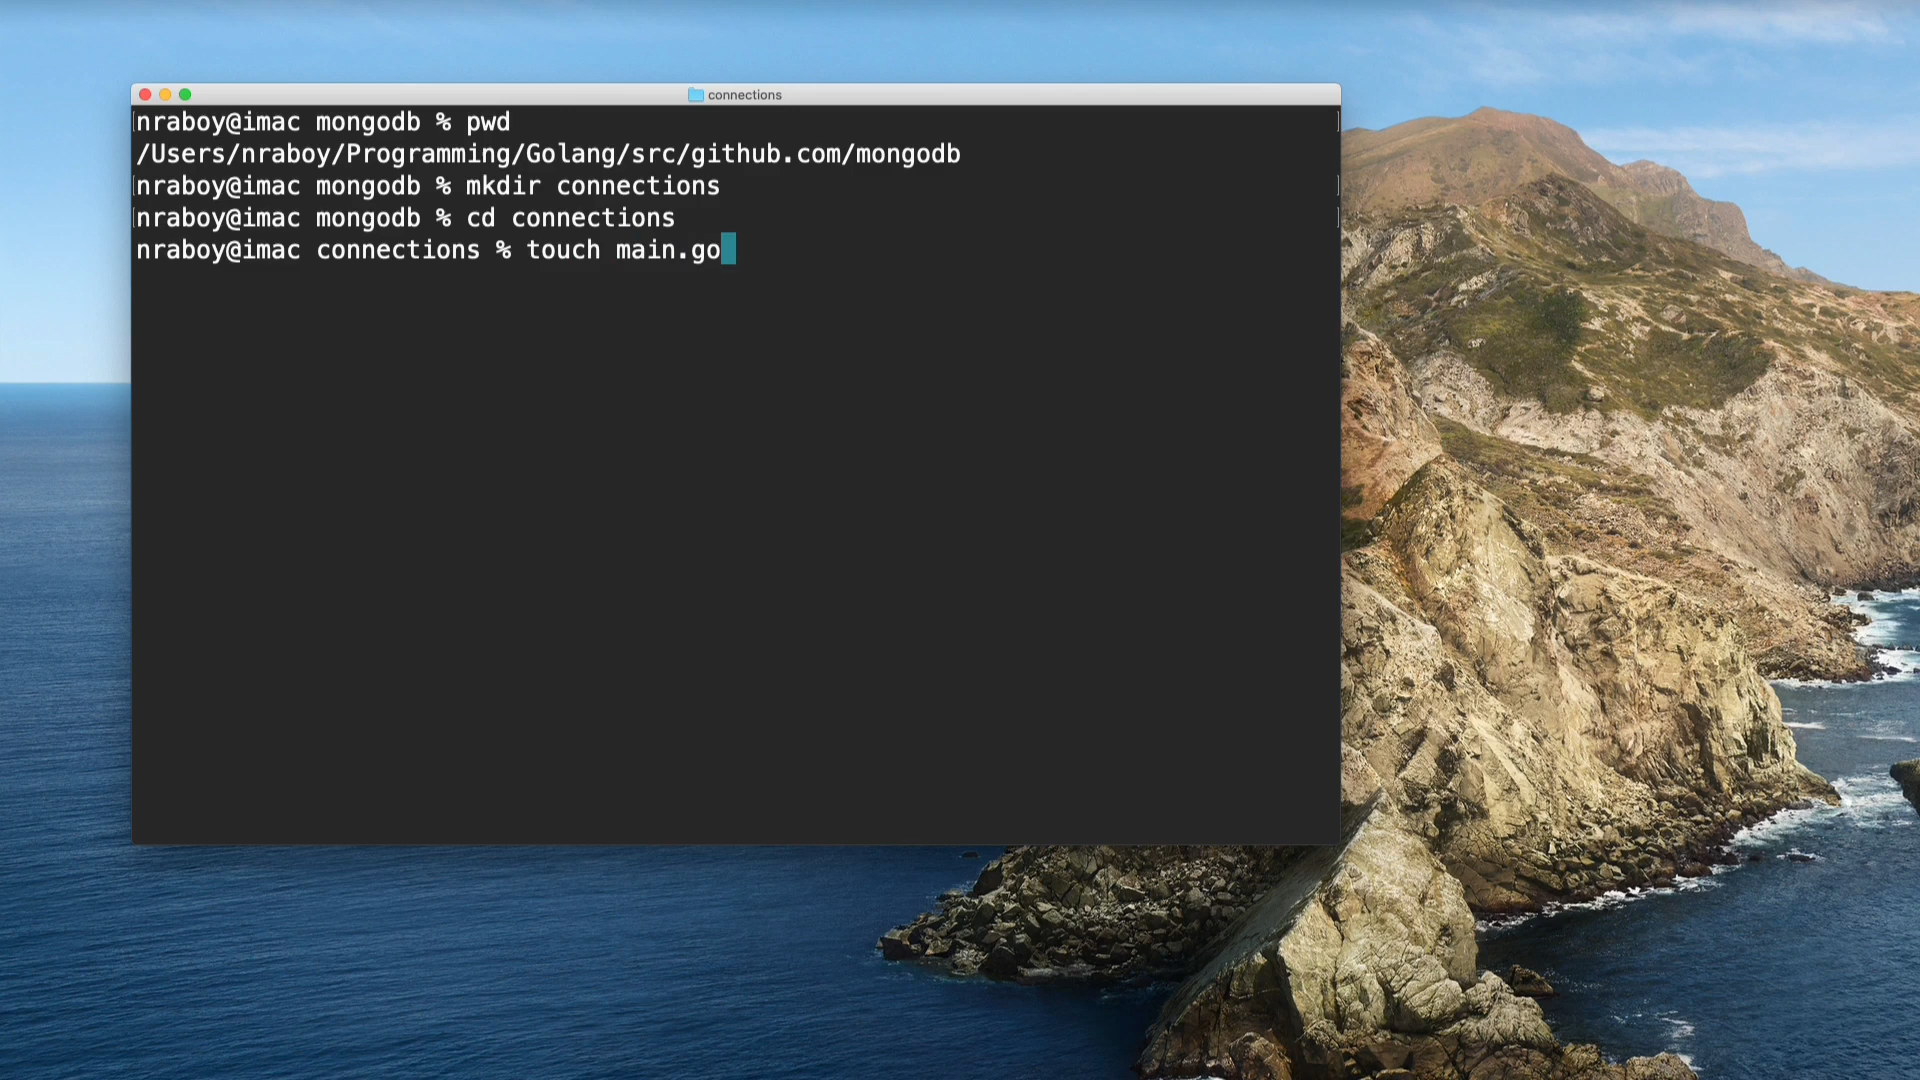 connections
nraboy@imac mongodb % pwd
/Users/nraboy/Programming/Golang/src/github.com/mongodb
nraboy@imac mongodb % mkdir connections
nraboy@imac mongodb % cd connections
nraboy@imac connections % touch main.go